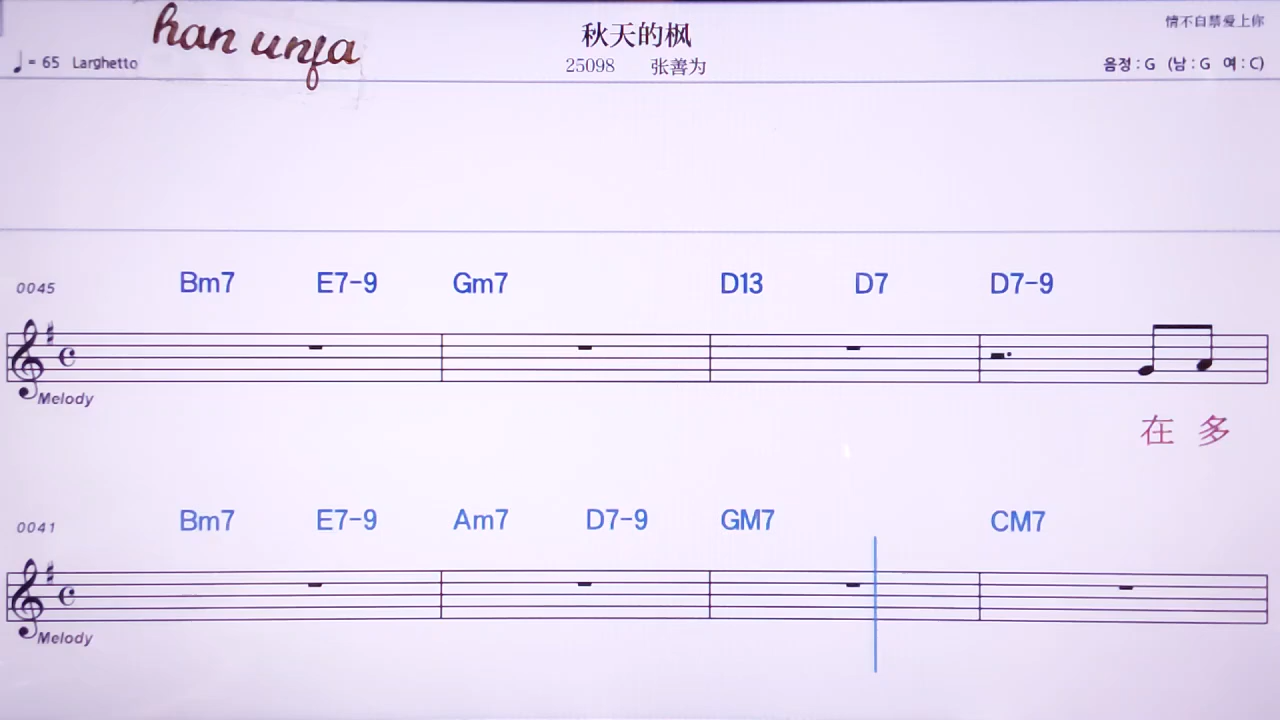 han unfa
秋天的枫
情不自禁爱上你
♩= 65 Larghetto
25098 张善为
음정 : G (남 : G 여 : C)
0045 Bm7 E7-9 Gm7 D13 D7 D7-9
Melody
在 多
0041 Bm7 E7-9 Am7 D7-9 GM7 CM7
Melody